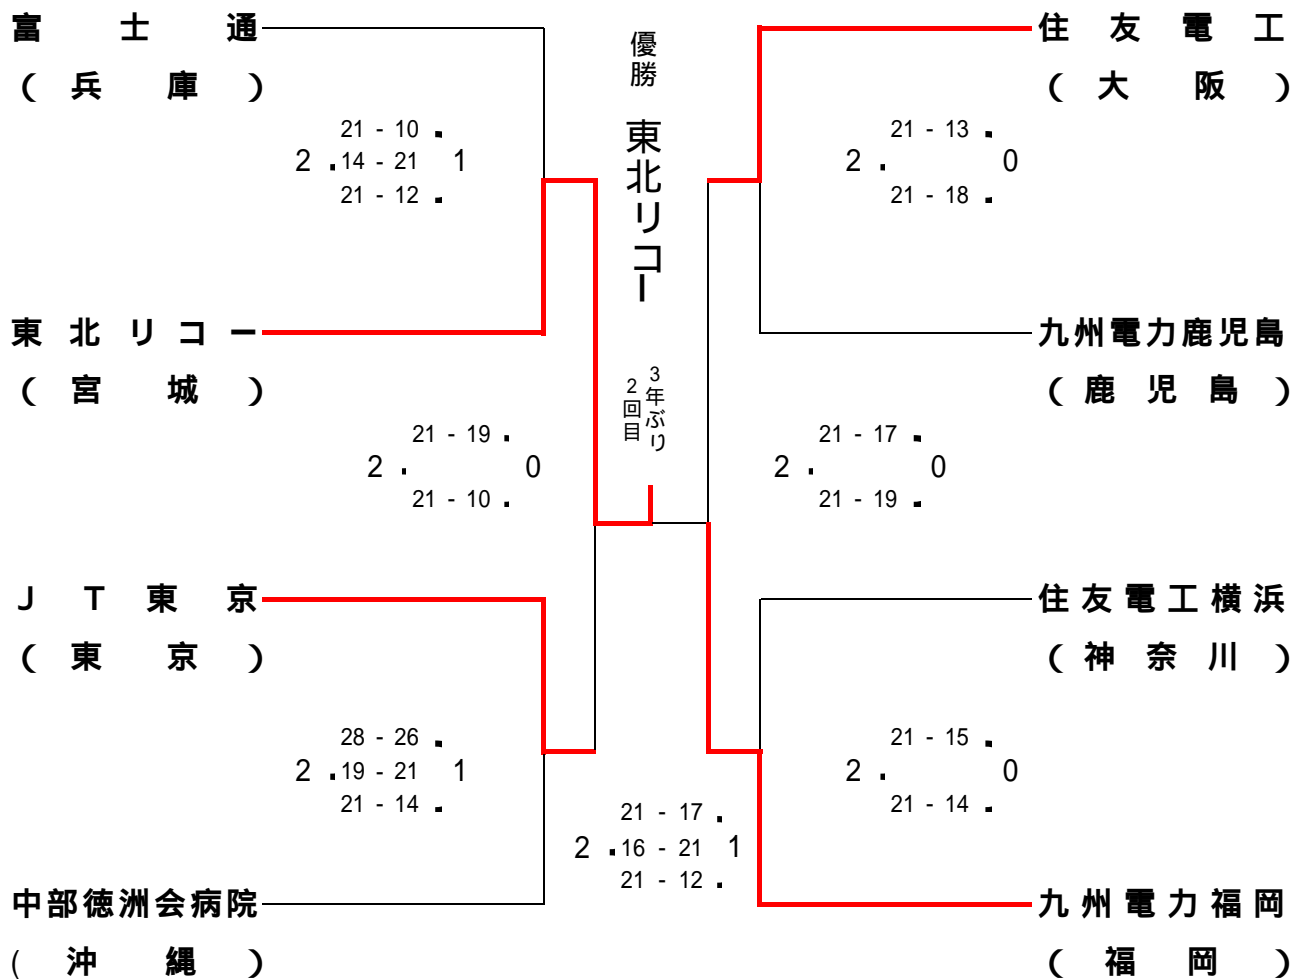 富士通
(兵庫)
21 - 10
2 14 - 21 1
21 - 12
東北リコー
(宮城)
21 - 19
2 0
21 - 10
JT東京
(東京)
28 - 26
2 19 - 21 1
21 - 14
中部徳洲会病院
(沖縄)
優勝 東北リコー
3年ぶり
2回目
21 - 17
2 16 - 21 1
21 - 12
住友電工
(大阪)
21 - 13
2 0
21 - 18
九州電力鹿児島
(鹿児島)
21 - 17
2 0
21 - 19
住友電工横浜
(神奈川)
21 - 15
2 0
21 - 14
九州電力福岡
(福岡)